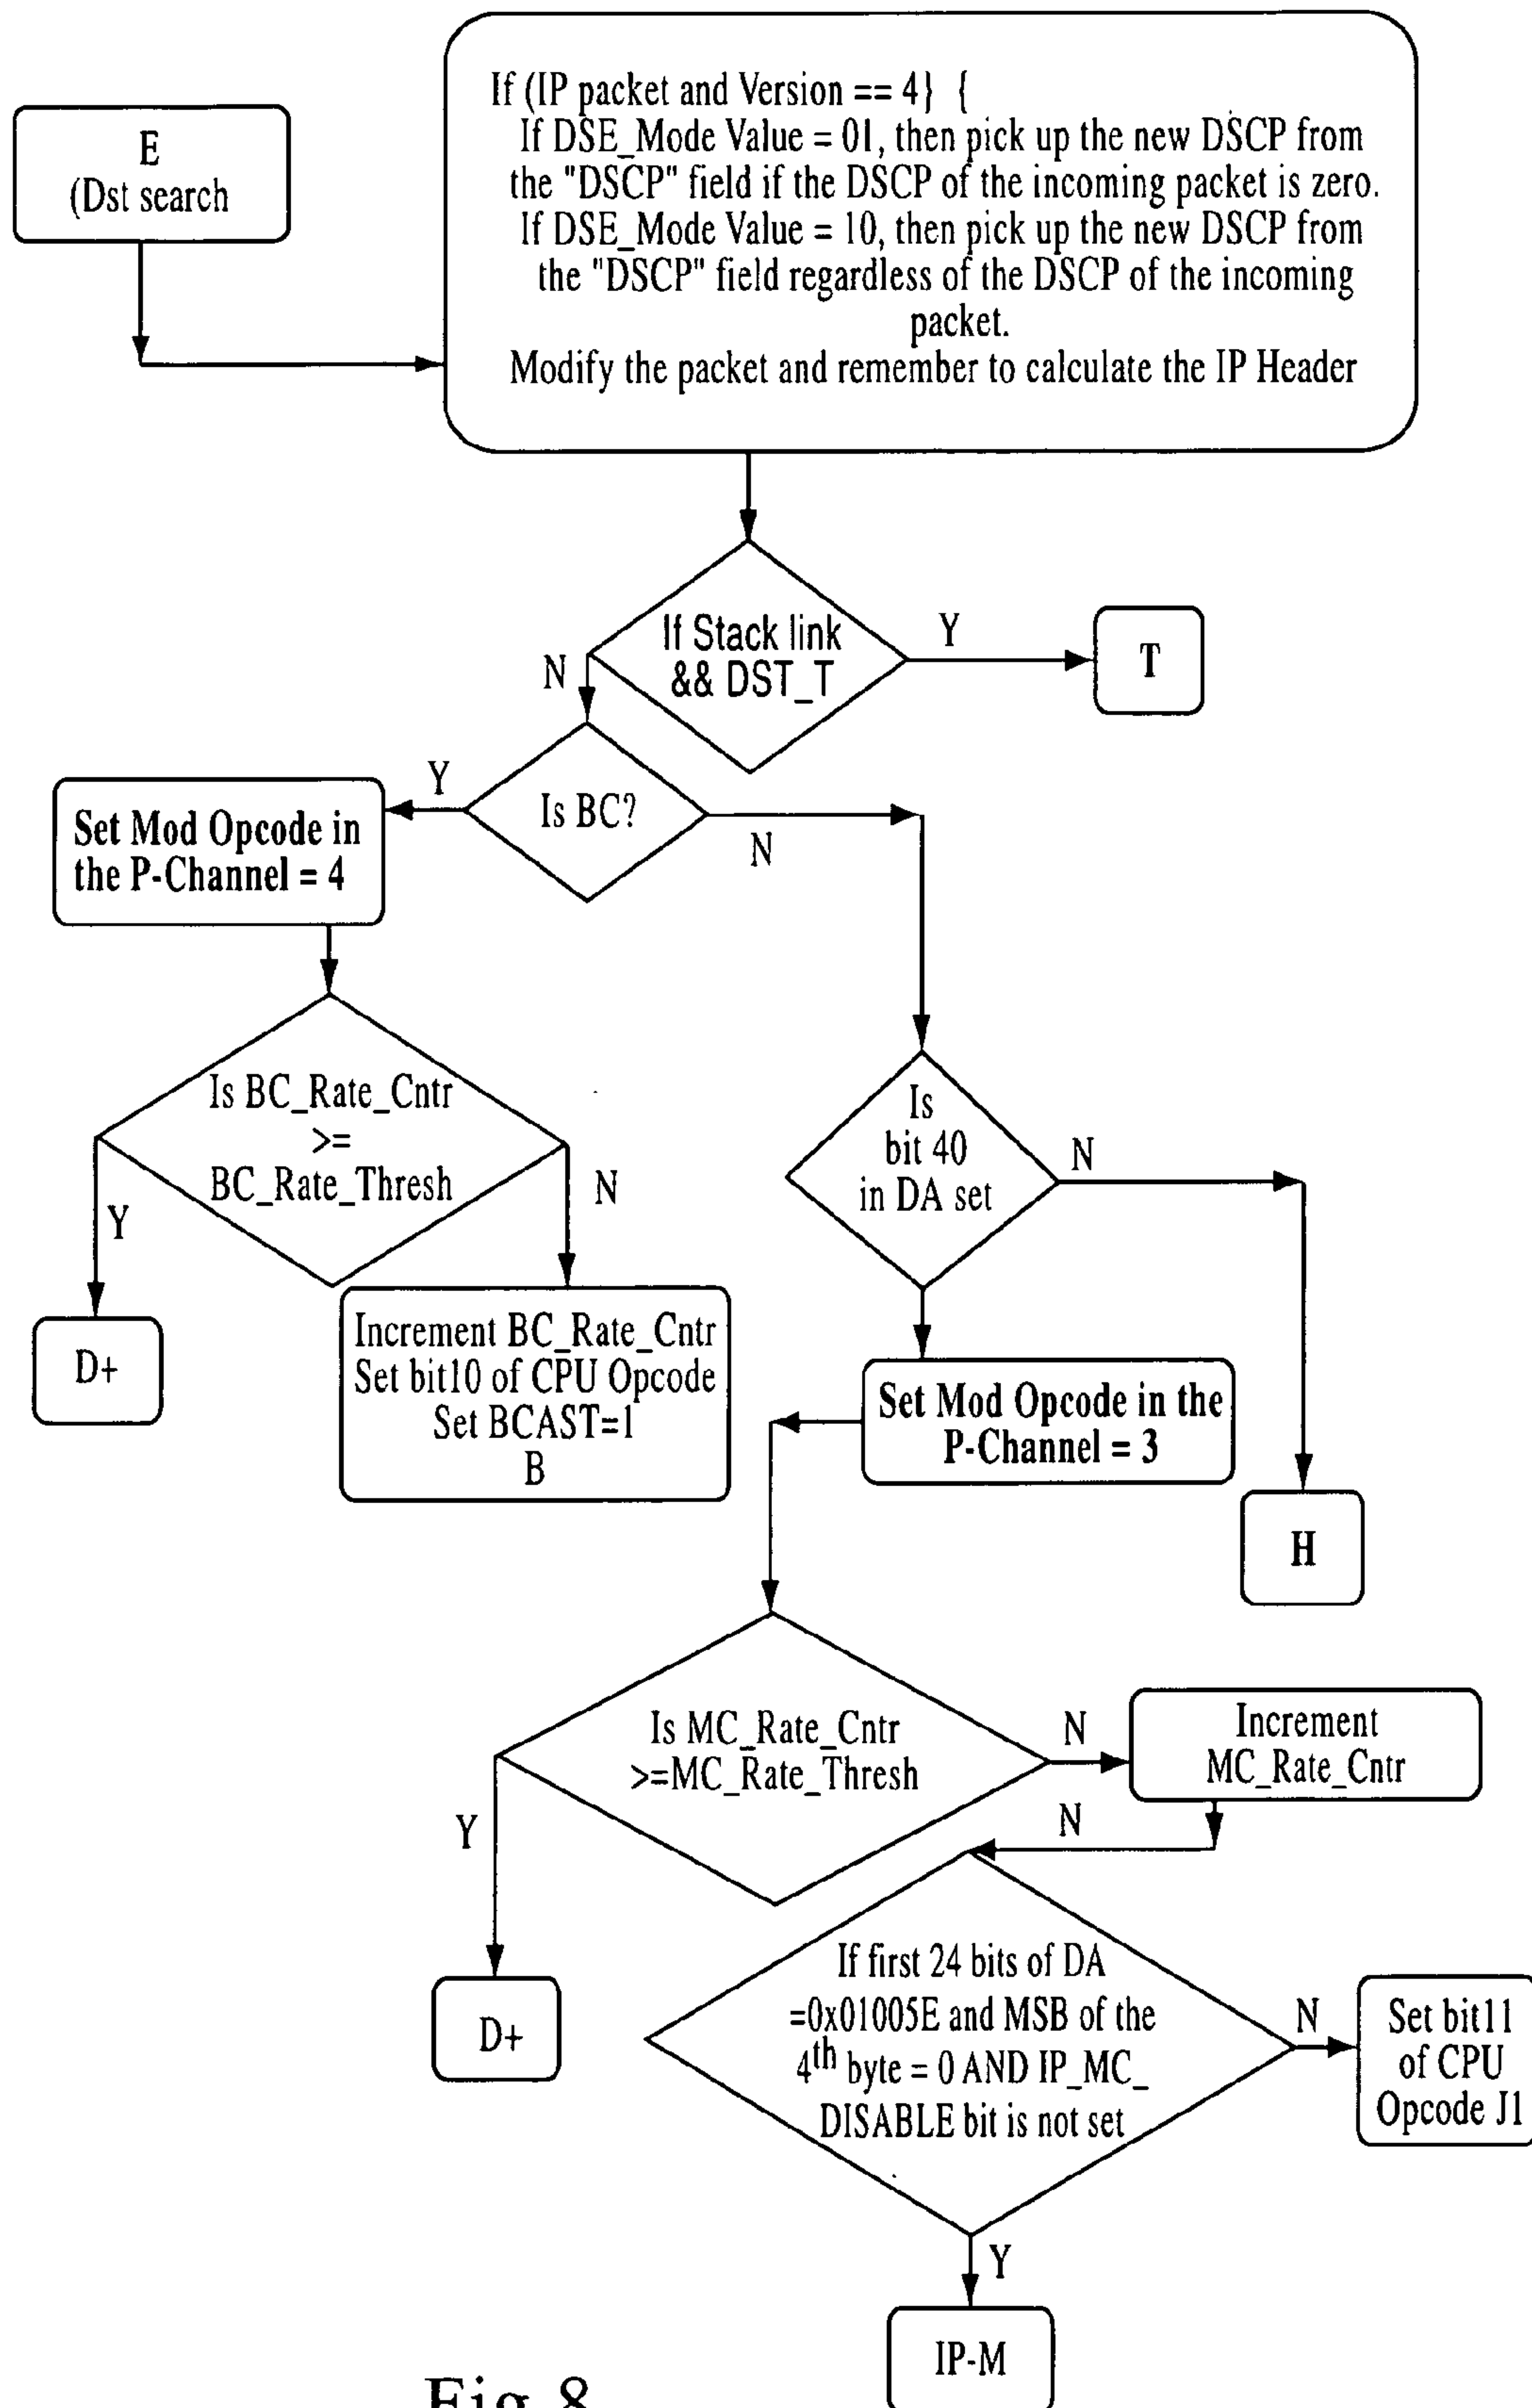 E
(Dst search
If (IP packet and Version == 4} {
If DSE_Mode Value = 01, then pick up the new DSCP from
the "DSCP" field if the DSCP of the incoming packet is zero.
If DSE_Mode Value = 10, then pick up the new DSCP from
the "DSCP" field regardless of the DSCP of the incoming
packet.
Modify the packet and remember to calculate the IP Header
If Stack link
&& DST_T
Y
T
N
Is BC?
Y
N
Set Mod Opcode in
the P-Channel = 4
Is BC_Rate_Cntr
>=
BC_Rate_Thresh
Y
N
D+
Increment BC_Rate_Cntr
Set bit10 of CPU Opcode
Set BCAST=1
B
Is
bit 40
in DA set
N
Set Mod Opcode in the
P-Channel = 3
H
Is MC_Rate_Cntr
>=MC_Rate_Thresh
N
Increment
MC_Rate_Cntr
Y
N
D+
If first 24 bits of DA
=0x01005E and MSB of the
4th byte = 0 AND IP_MC_
DISABLE bit is not set
N
Set bit11
of CPU
Opcode J1
Y
IP-M
Fig 8